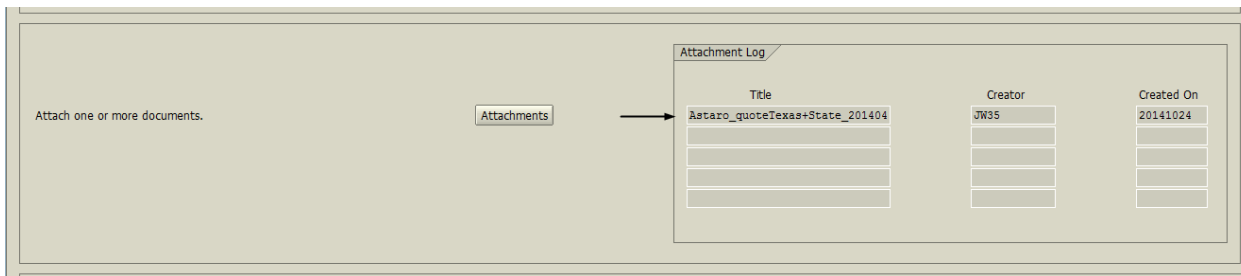 Attachment Log
Title Creator Created On
Attach one or more documents. Attachments Astaro_quoteTexas+State_201404 JW35 20141024